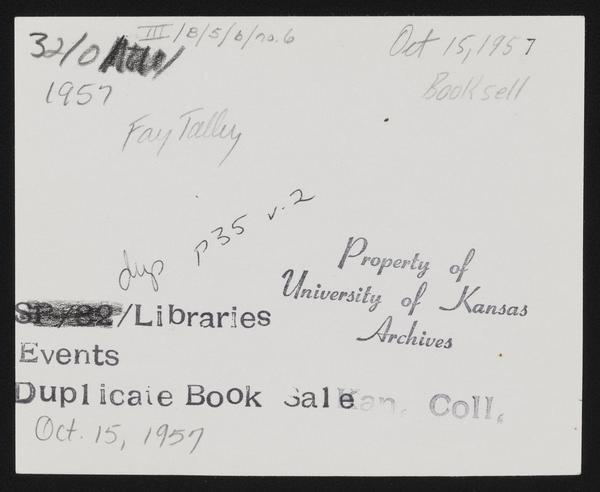 III/8/5/6/no.6
32/0
1957
Oct 15, 1957
Booksell
Fay Talley
dup p35 v.2
Property of
University of Kansas
Archives
/Libraries
Events
Duplicate Book Sale
Kan. Coll.
Oct. 15, 1957